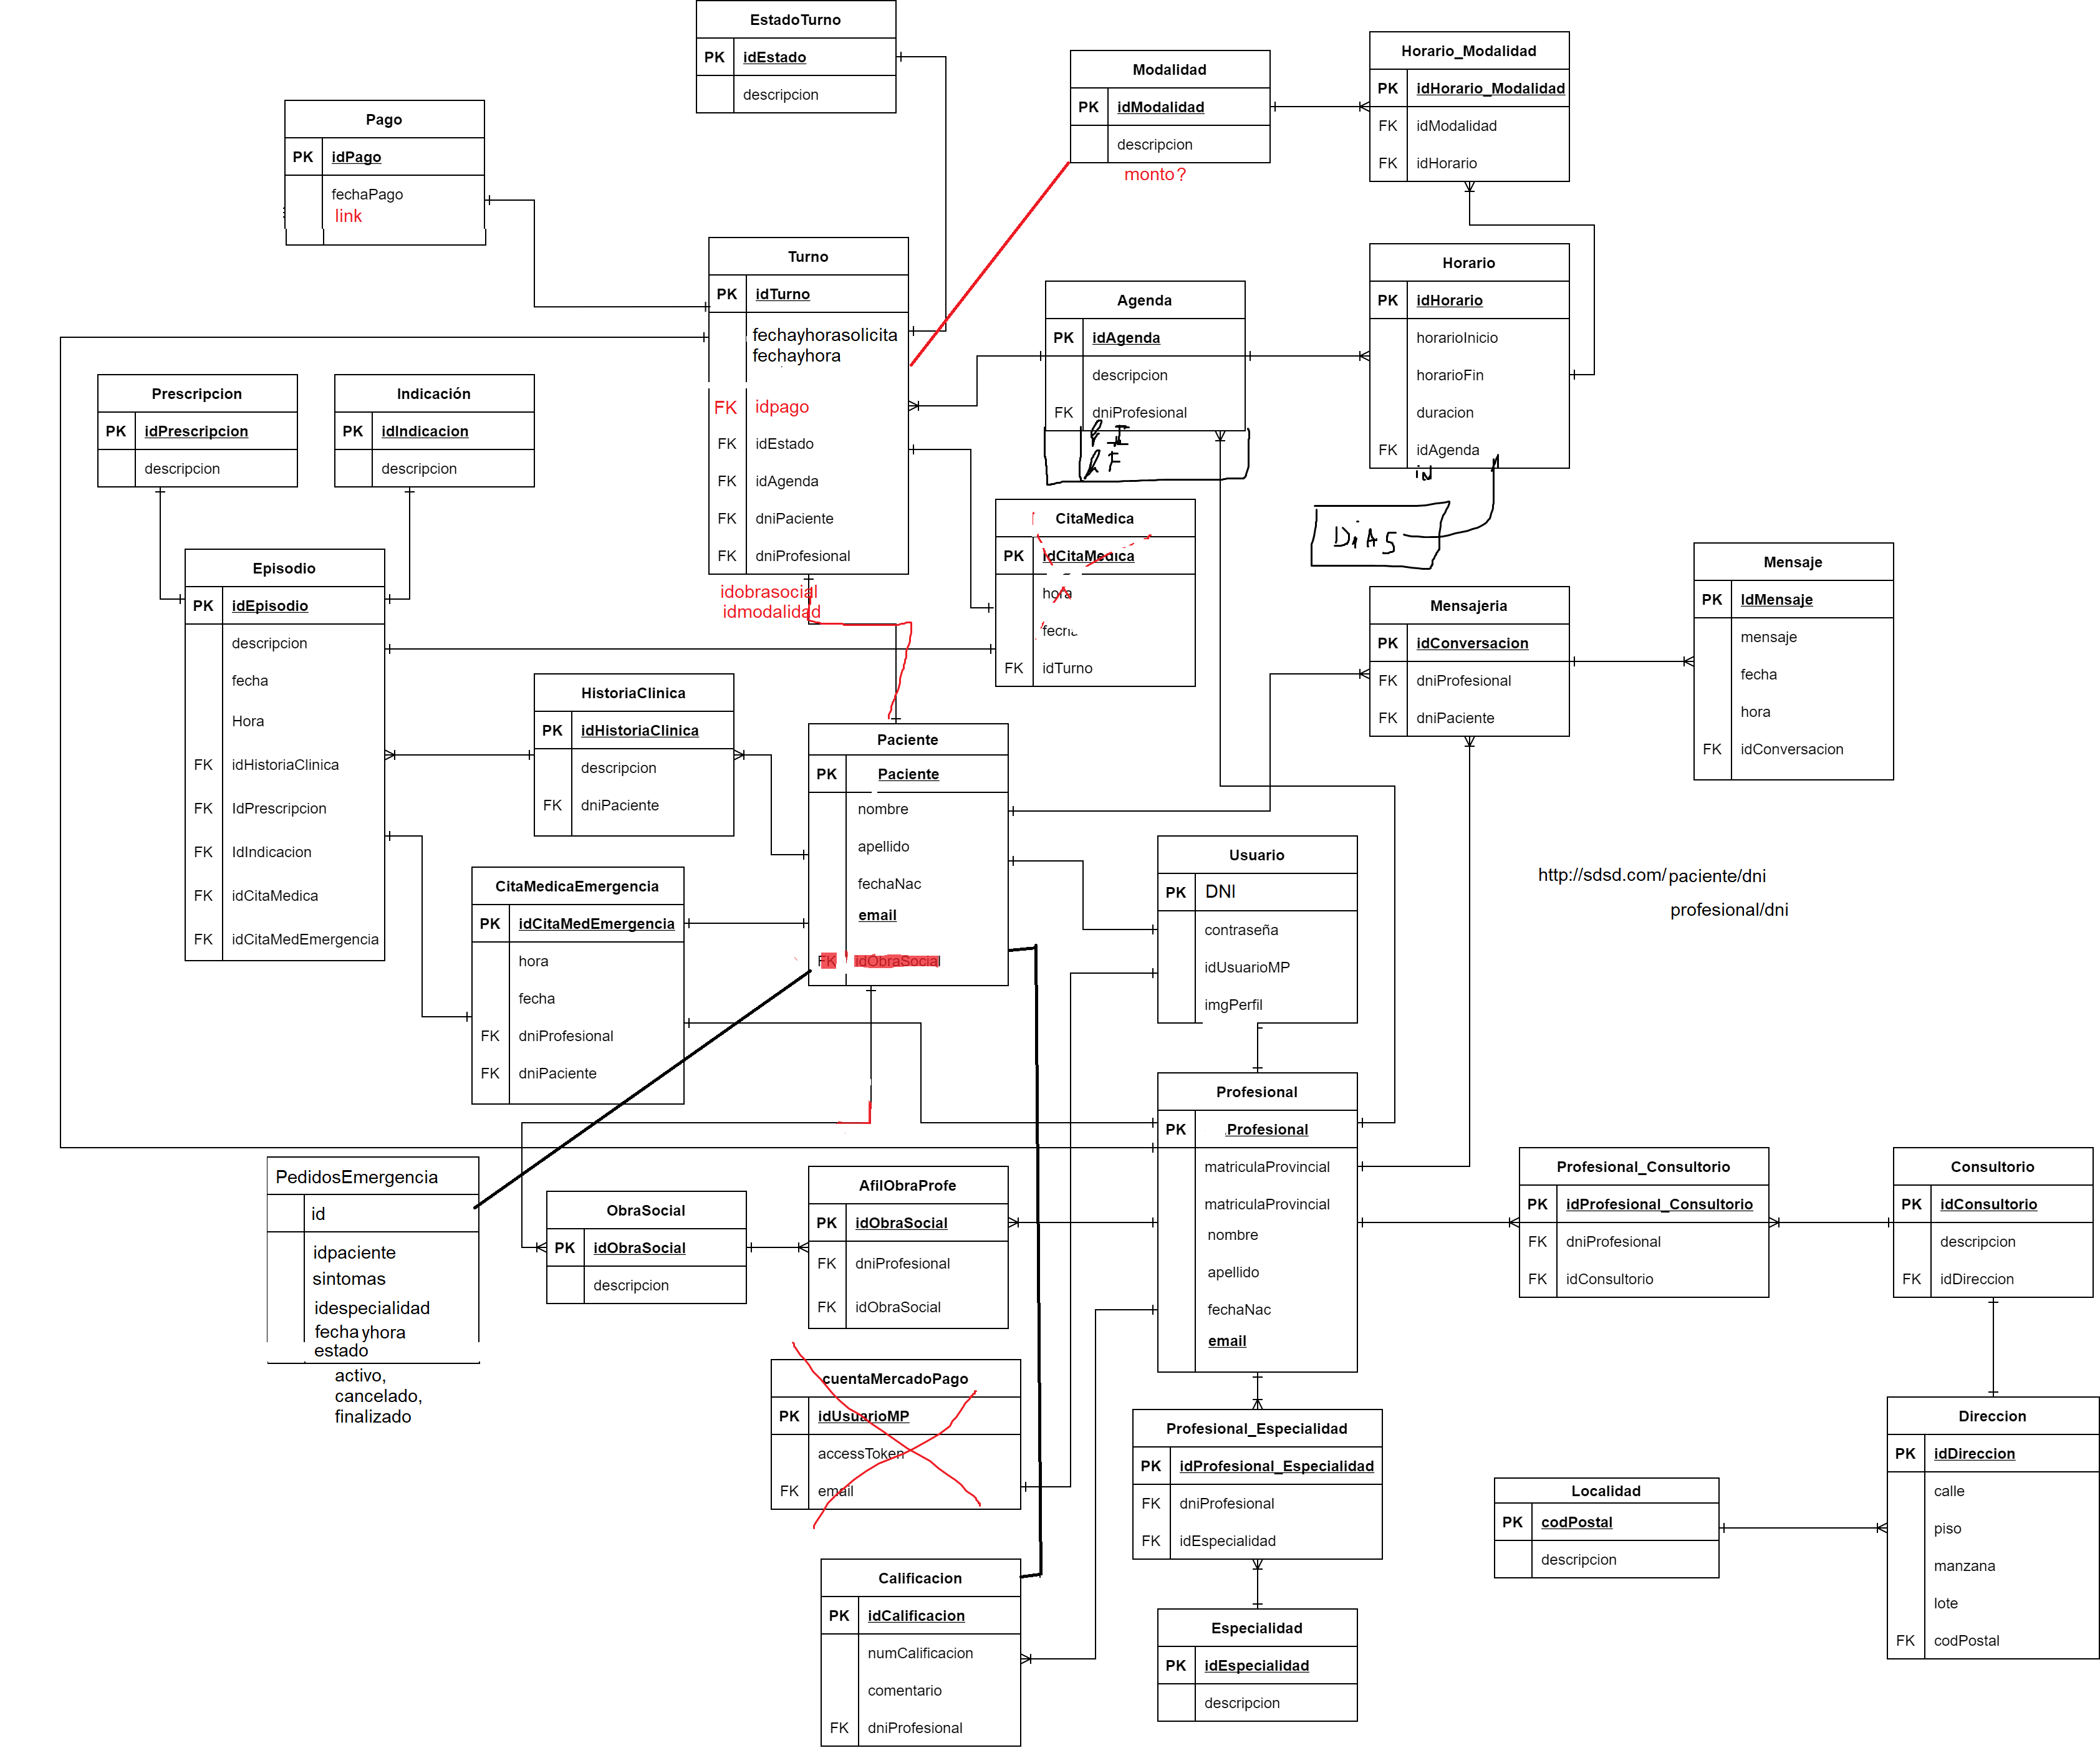 EstadoTurno
PK idEstado
descripcion
Modalidad
PK idModalidad
descripcion
monto?
Horario_Modalidad
PK idHorario_Modalidad
FK idModalidad
FK idHorario
Pago
PK idPago
fechaPago
link
Turno
PK idTurno
fechayhorasolicita
fechayhora
FK idpago
FK idEstado
FK idAgenda
FK dniPaciente
FK dniProfesional
idobrasocial
idmodalidad
Agenda
PK idAgenda
descripcion
FK dniProfesional
h I
h F
Horario
PK idHorario
horarioInicio
horarioFin
duracion
FK idAgenda
iN
DiAS
Prescripcion
PK idPrescripcion
descripcion
Indicación
PK idIndicacion
descripcion
CitaMedica
PK idCitaMedica
hora
fecha
FK idTurno
Episodio
PK idEpisodio
descripcion
fecha
Hora
FK idHistoriaClinica
FK IdPrescripcion
FK IdIndicacion
FK idCitaMedica
FK idCitaMedEmergencia
Mensajeria
PK idConversacion
FK dniProfesional
FK dniPaciente
Mensaje
PK IdMensaje
mensaje
fecha
hora
FK idConversacion
HistoriaClinica
PK idHistoriaClinica
descripcion
FK dniPaciente
Paciente
PK Paciente
nombre
apellido
fechaNac
email
FK idObraSocial
CitaMedicaEmergencia
PK idCitaMedEmergencia
hora
fecha
FK dniProfesional
FK dniPaciente
Usuario
PK DNI
contraseña
idUsuarioMP
imgPerfil
http://sdsd.com/paciente/dni
profesional/dni
Profesional
PK .Profesional
matriculaProvincial
matriculaProvincial
nombre
apellido
fechaNac
email
PedidosEmergencia
id
idpaciente
sintomas
idespecialidad
fecha yhora
estado
activo,
cancelado,
finalizado
ObraSocial
PK idObraSocial
descripcion
AfilObraProfe
PK idObraSocial
FK dniProfesional
FK idObraSocial
Profesional_Consultorio
PK idProfesional_Consultorio
FK dniProfesional
FK idConsultorio
Consultorio
PK idConsultorio
descripcion
FK idDireccion
cuentaMercadoPago
PK idUsuarioMP
accessToken
FK email
Profesional_Especialidad
PK idProfesional_Especialidad
FK dniProfesional
FK idEspecialidad
Localidad
PK codPostal
descripcion
Direccion
PK idDireccion
calle
piso
manzana
lote
FK codPostal
Calificacion
PK idCalificacion
numCalificacion
comentario
FK dniProfesional
Especialidad
PK idEspecialidad
descripcion